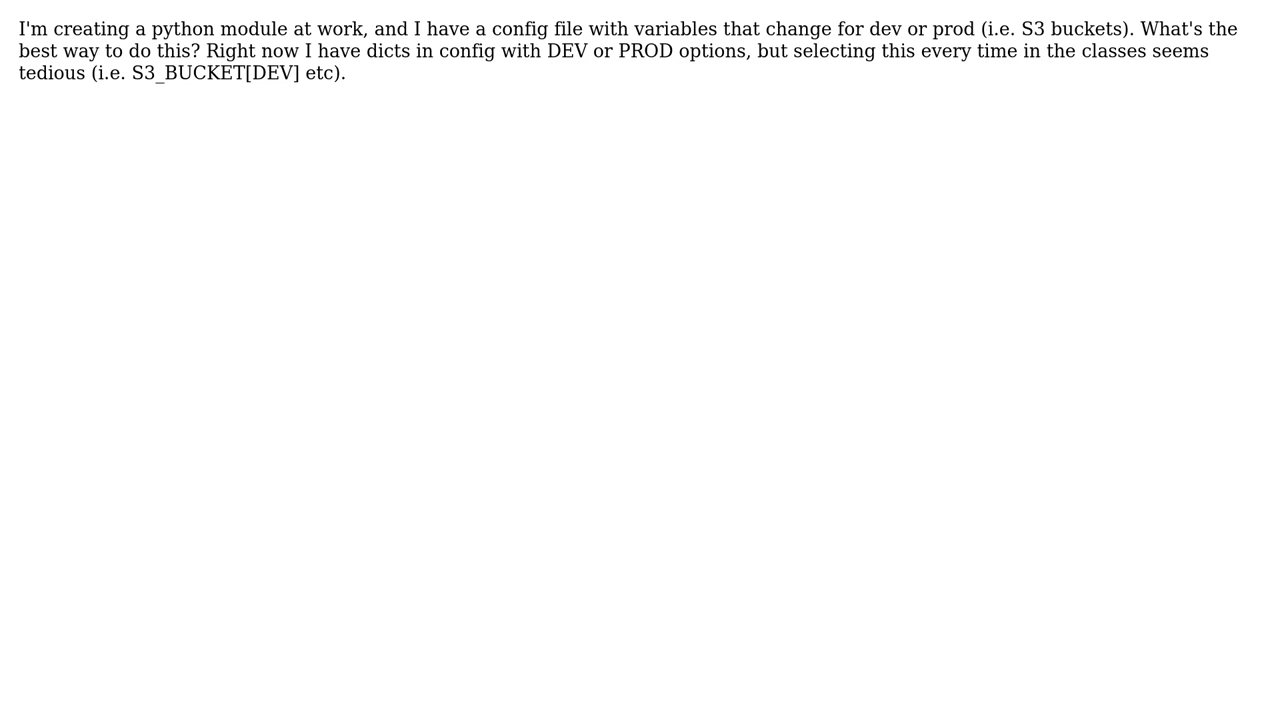 I'm creating a python module at work, and I have a config file with variables that change for dev or prod (i.e. S3 buckets). What's the
best way to do this? Right now I have dicts in config with DEV or PROD options, but selecting this every time in the classes seems
tedious (i.e. S3_BUCKET[DEV] etc).